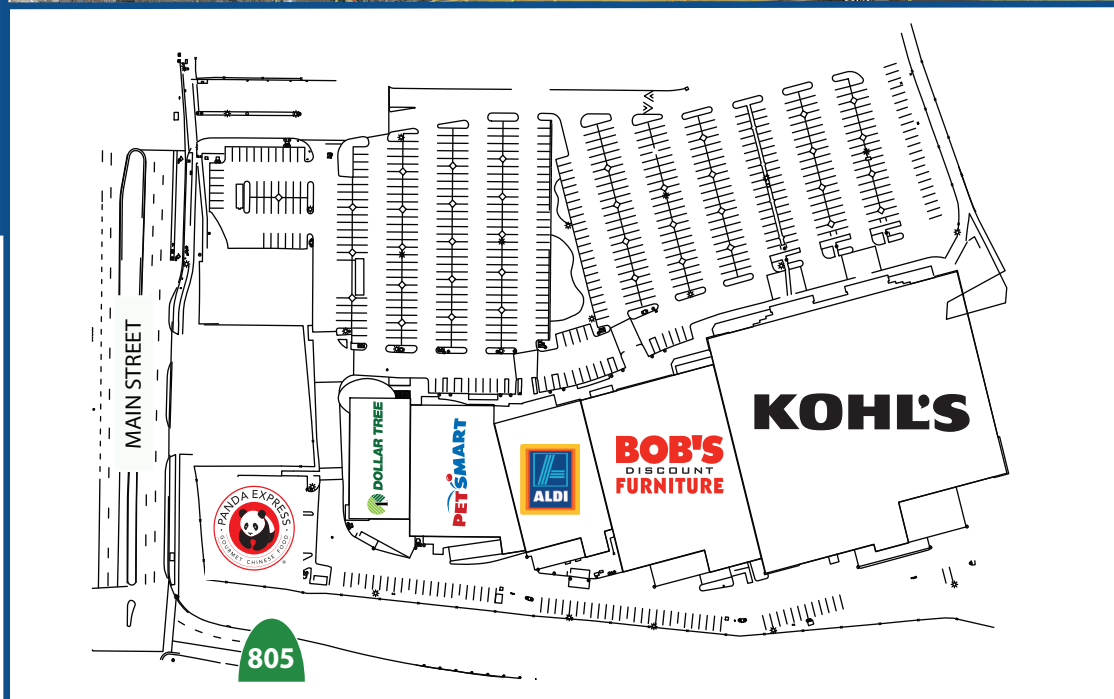 MAIN STREET
DOLLAR TREE
PETSMART
ALDI
BOB'S
DISCOUNT
FURNITURE
KOHL'S
PANDA EXPRESS
GOURMET CHINESE FOOD
®
805